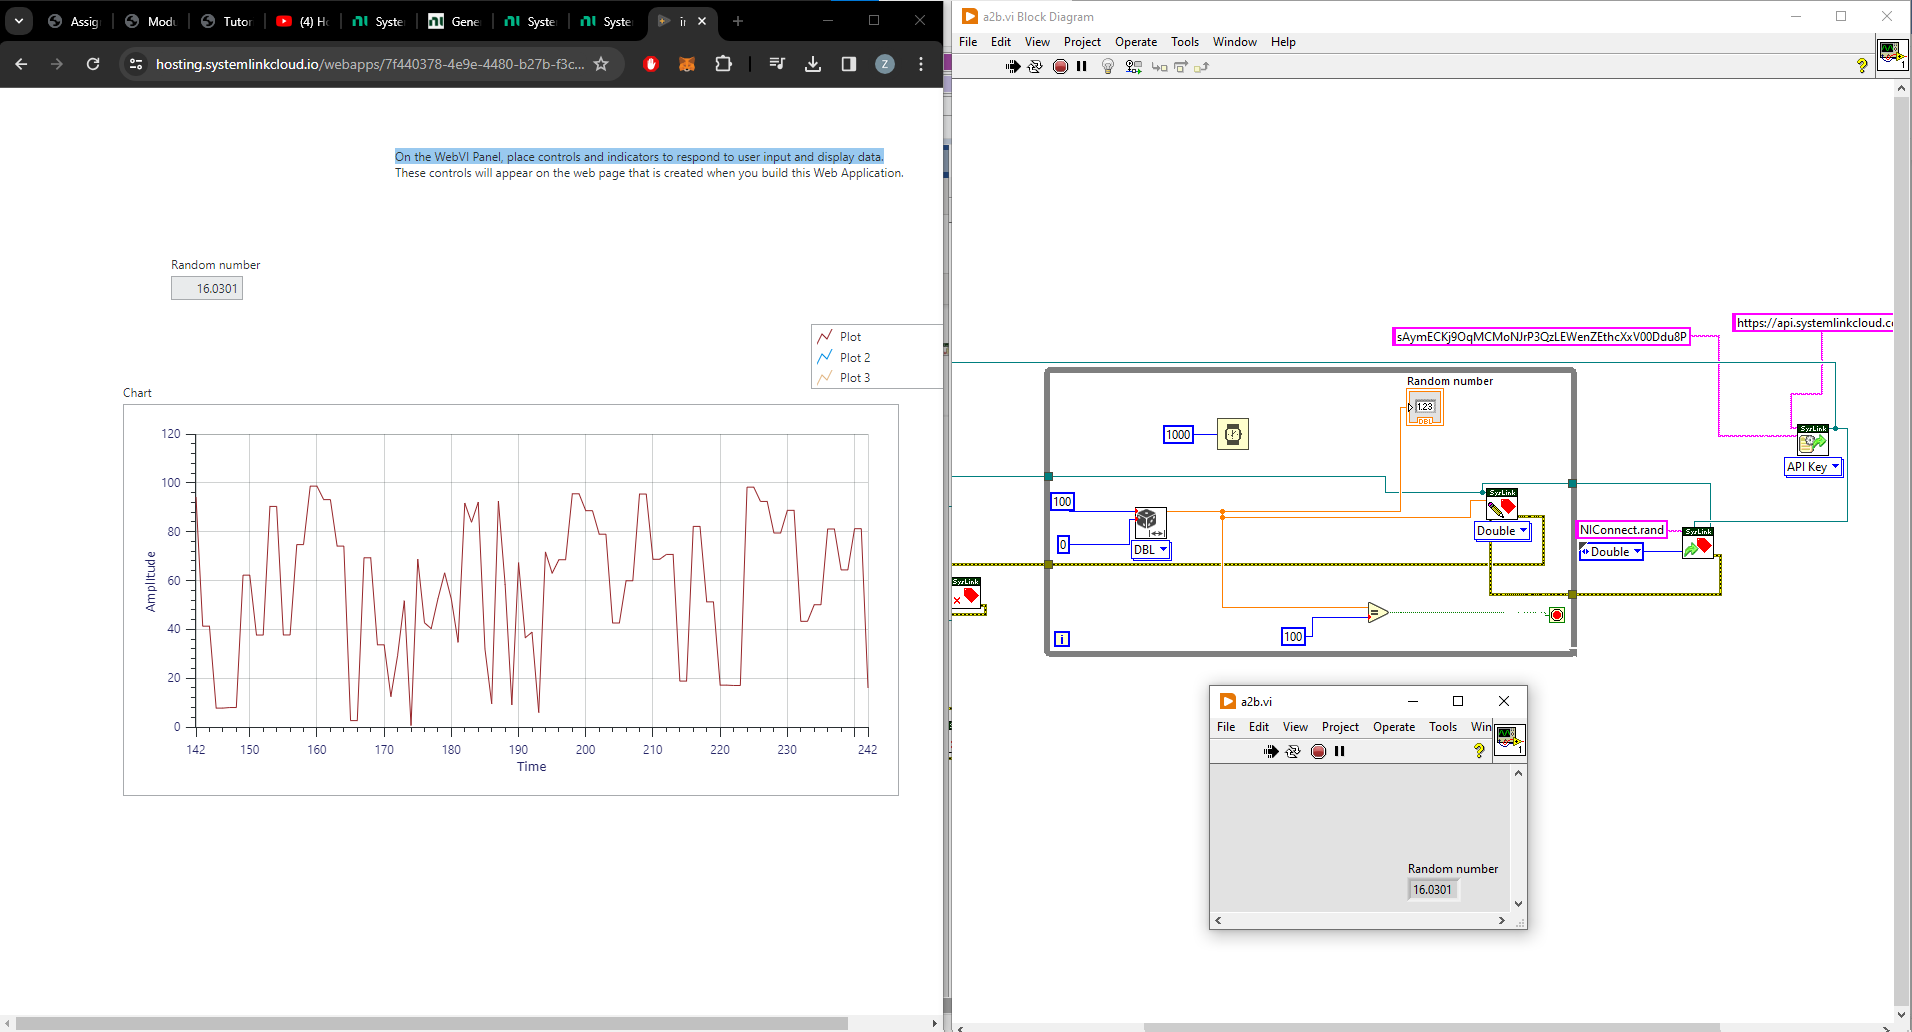 Assig
Modu
Tutor
(4) H
Syste
Gene
Syste
Syste
in
hosting.systemlinkcloud.io/webapps/7f440378-4e9e-4480-b27b-f3c...
Z
On the WebVI Panel, place controls and indicators to respond to user input and display data.
These controls will appear on the web page that is created when you build this Web Application.
Random number
16.0301
Plot
Plot 2
Plot 3
Chart
120
100
80
60
40
20
0
Amplitude
142 150 160 170 180 190 200 210 220 230 242
Time
a2b.vi Block Diagram
File Edit View Project Operate Tools Window Help
1
https://api.systemlinkcloud.c
sAymECKj9OqMCMoNJrP3QzLEWenZEthcXxV00Ddu8P
Random number
1.23
DBL
1000
SysLink
API Key
100
SysLink
Double
NIConnect.rand
SysLink
0
DBL
Double
SysLink
=
100
i
a2b.vi
File Edit View Project Operate Tools Win
1
Random number
16.0301